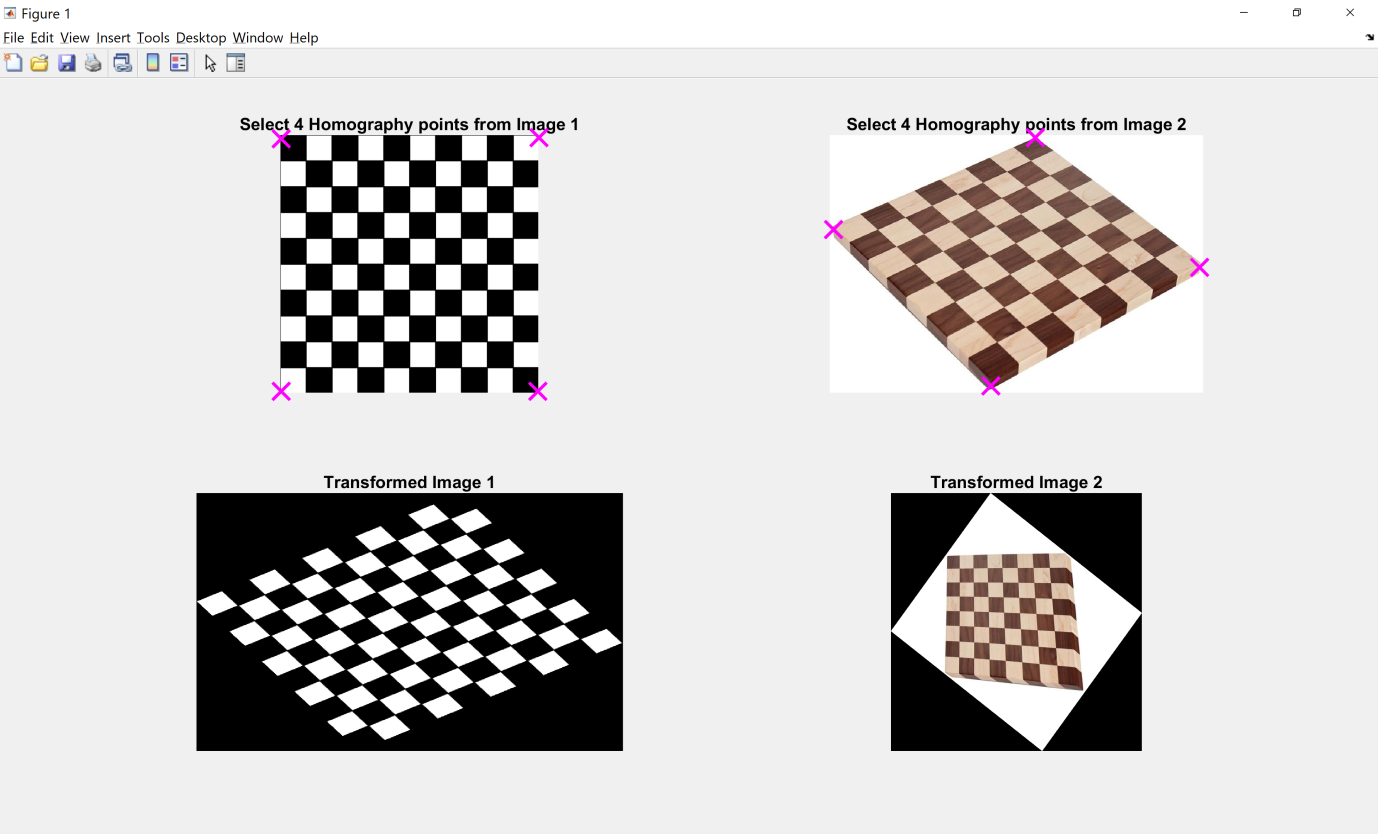 Figure 1
File Edit View Insert Tools Desktop Window Help
Select 4 Homography points from Image 1
Select 4 Homography points from Image 2
Transformed Image 1
Transformed Image 2